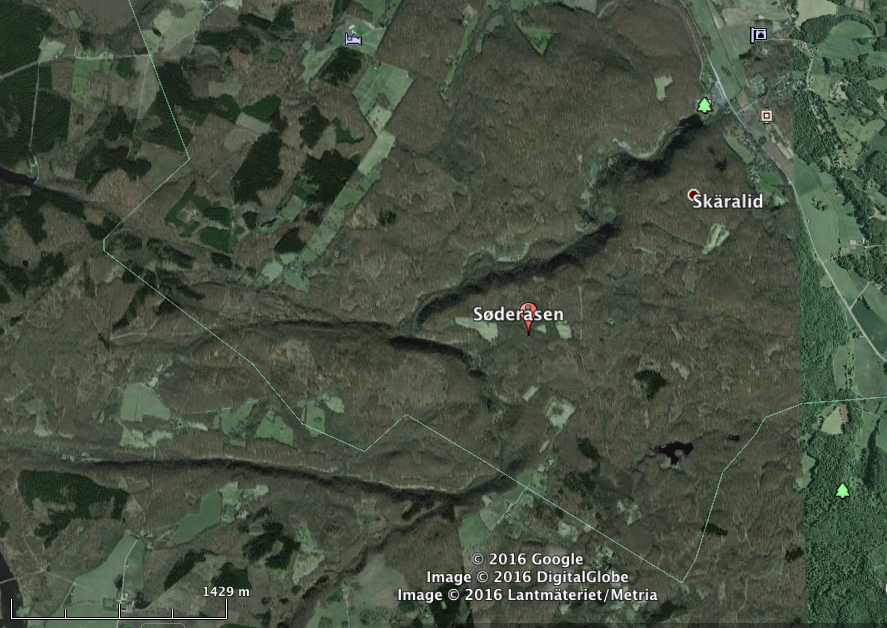 Skäralid
Søderåsen
© 2016 Google
Image © 2016 DigitalGlobe
Image © 2016 Lantmäteriet/Metria
1429 m